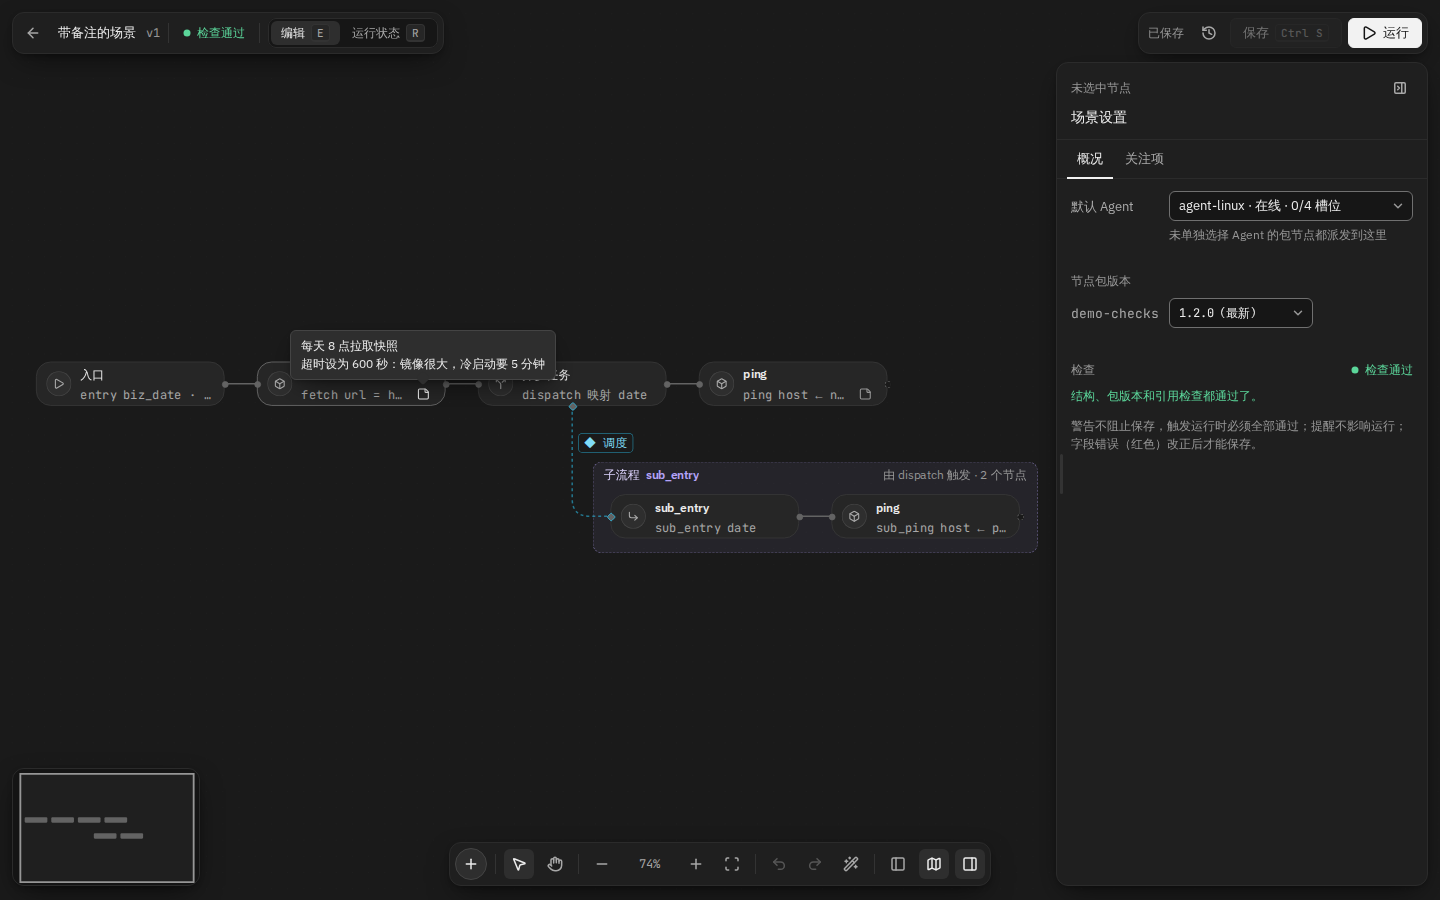 带备注的场景 v1
检查通过
编辑 E
运行状态 R
已保存
保存 Ctrl S
运行
未选中节点
场景设置
概况
关注项
默认 Agent
agent-linux · 在线 · 0/4 槽位
未单独选择 Agent 的包节点都派发到这里
节点包版本
demo-checks
1.2.0 (最新)
检查
检查通过
结构、包版本和引用检查都通过了。
警告不阻止保存，触发运行时必须全部通过；提醒不影响运行；
字段错误（红色）改正后才能保存。
每天 8 点拉取快照
超时设为 600 秒：镜像很大，冷启动要 5 分钟
入口
entry biz_date · …
fetch url = h…
任务
dispatch 映射 date
ping
ping host ← n…
调度
子流程 sub_entry
由 dispatch 触发 · 2 个节点
sub_entry
sub_entry date
ping
sub_ping host ← p…
74%